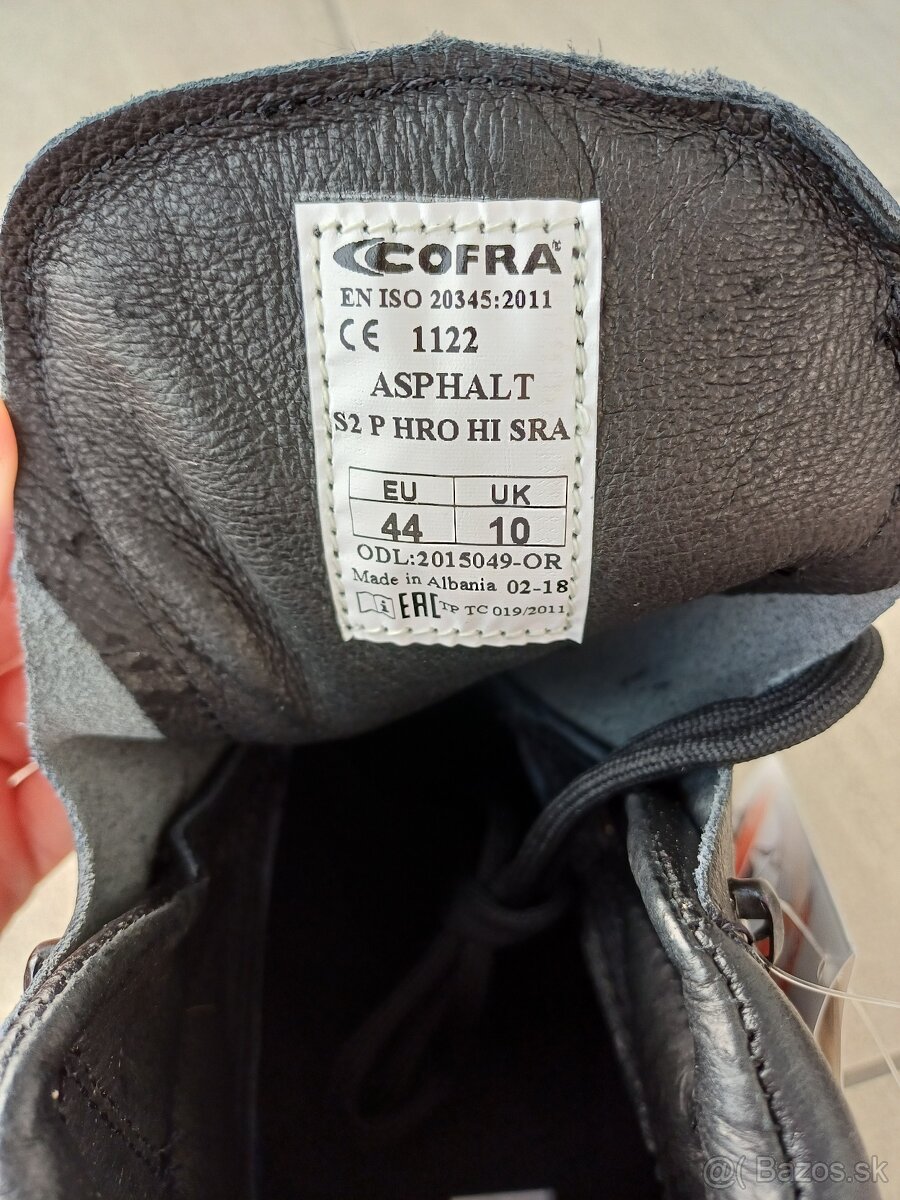 COFRA
EN ISO 20345:2011
CE 1122
ASPHALT
S2 P HRO HI SRA
EU UK
44 10
ODL:2015049-OR
Made in Albania 02-18
i EAC TP TC 019/2011
@ Bazos.sk